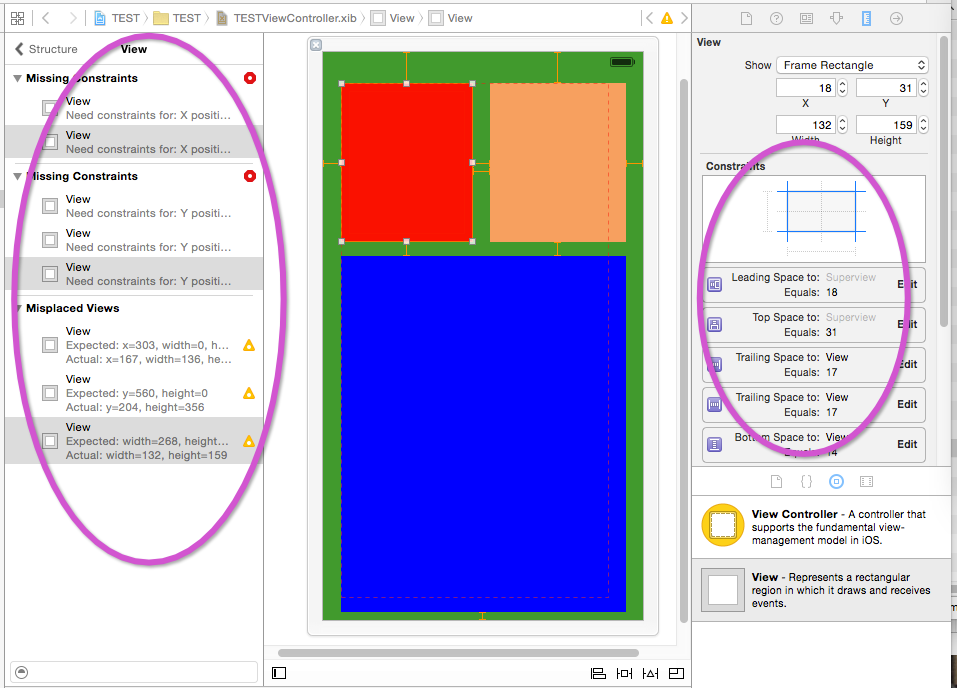 TEST
TEST
TESTViewController.xib
View
View
Structure
View
Missing Constraints
View
Need constraints for: X positi...
View
Need constraints for: X positi...
Missing Constraints
View
Need constraints for: Y positi...
View
Need constraints for: Y positi...
View
Need constraints for: Y positi...
Misplaced Views
View
Expected: x=303, width=0, h...
Actual: x=167, width=136, he...
View
Expected: y=560, height=0
Actual: y=204, height=356
View
Expected: width=268, height...
Actual: width=132, height=159
View
Show Frame Rectangle
18 31
X Y
132 159
Width Height
Constraints
Leading Space to: Superview
Equals: 18
Edit
Top Space to: Superview
Equals: 31
Edit
Trailing Space to: View
Equals: 17
Edit
Trailing Space to: View
Equals: 17
Edit
Bottom Space to: View
Equals: 14
Edit
{}
View Controller - A controller that
supports the fundamental view-
management model in iOS.
View - Represents a rectangular
region in which it draws and receives
events.